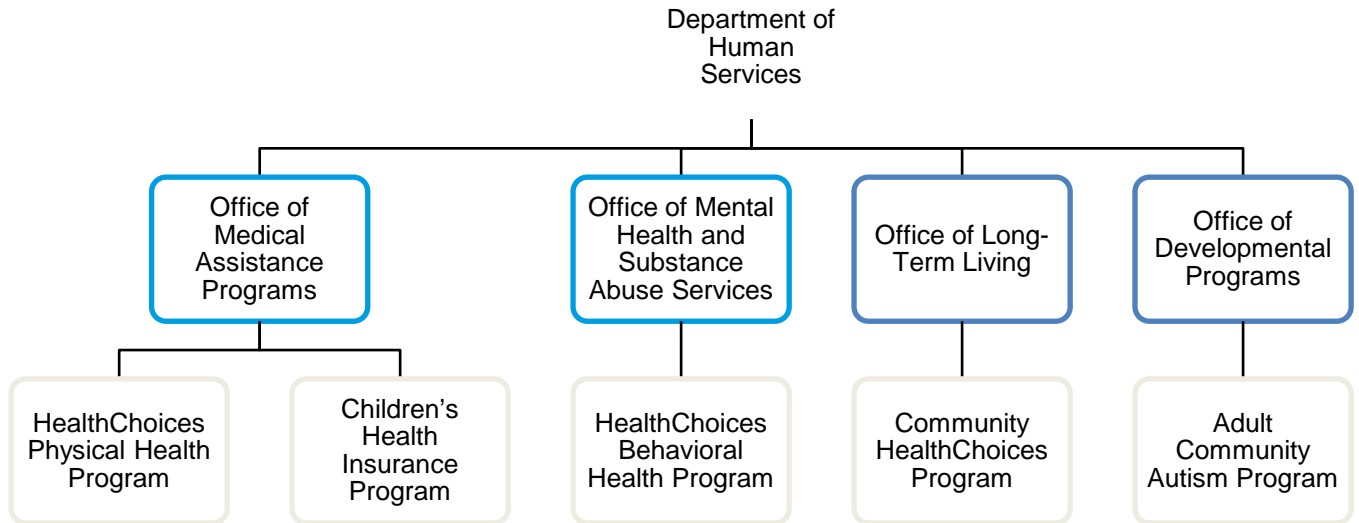 Department of
Human
Services
Office of
Medical
Assistance
Programs
Office of Mental
Health and
Substance
Abuse Services
Office of Long-
Term Living
Office of
Developmental
Programs
HealthChoices
Physical Health
Program
Children’s
Health
Insurance
Program
HealthChoices
Behavioral
Health Program
Community
HealthChoices
Program
Adult
Community
Autism Program